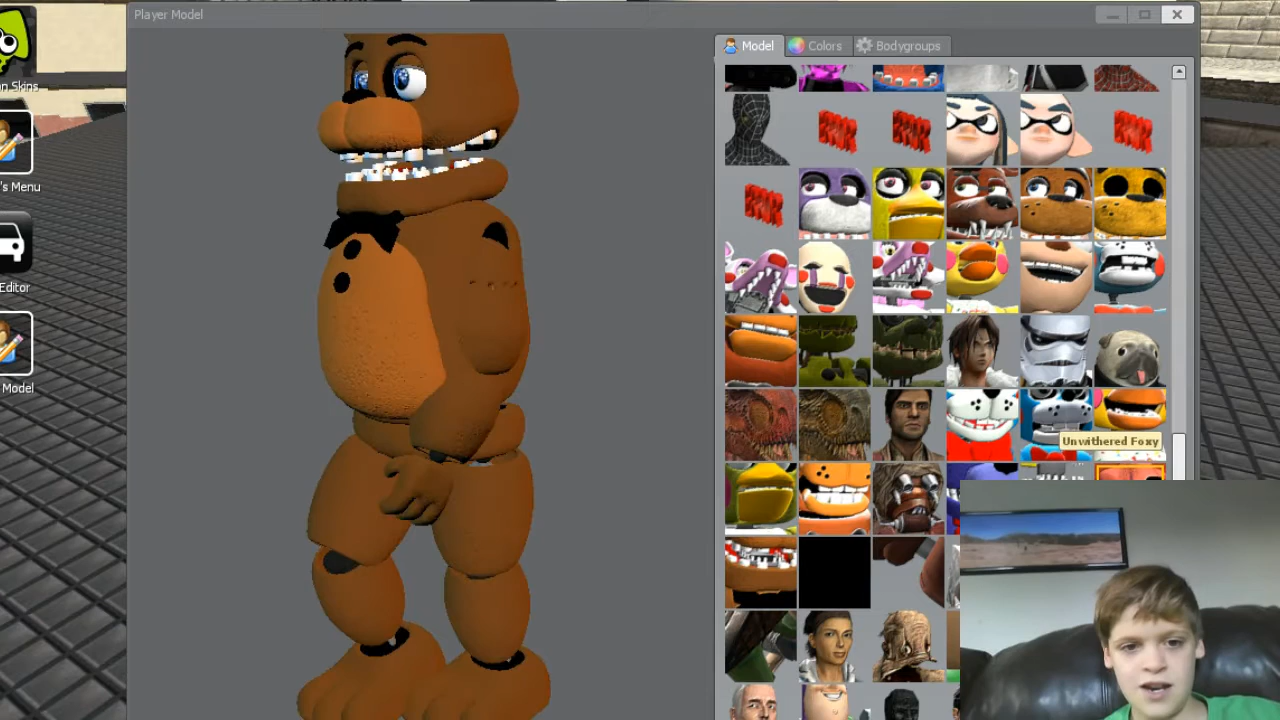 Player Model
Model
Colors
Bodygroups
n Skins
's Menu
Editor
Model
Unwithered Foxy